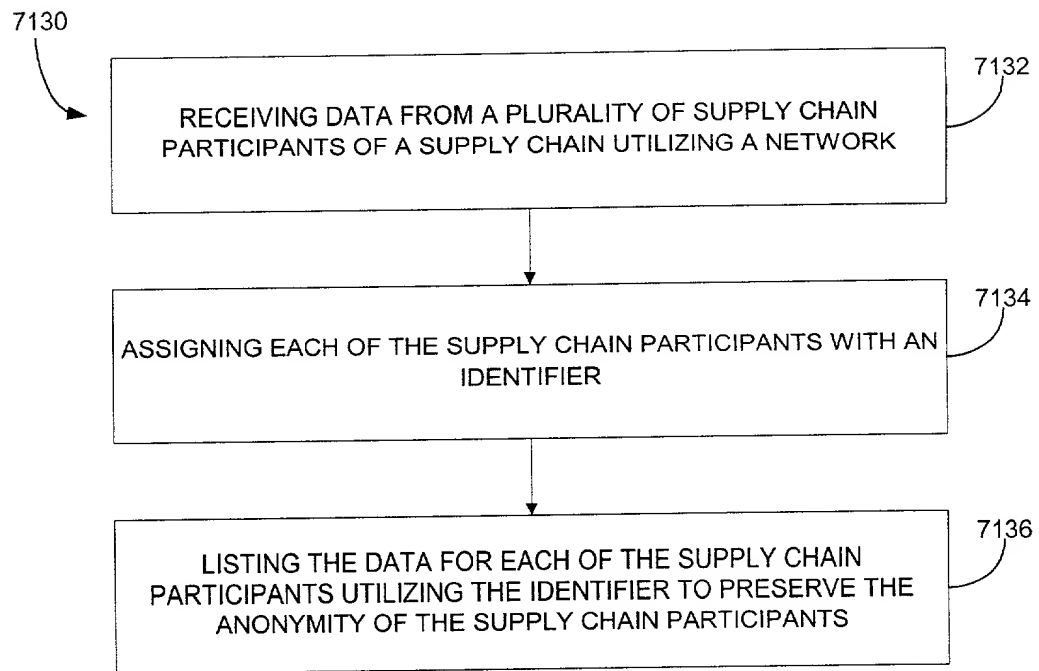 7130
7132
RECEIVING DATA FROM A PLURALITY OF SUPPLY CHAIN
PARTICIPANTS OF A SUPPLY CHAIN UTILIZING A NETWORK
7134
ASSIGNING EACH OF THE SUPPLY CHAIN PARTICIPANTS WITH AN
IDENTIFIER
7136
LISTING THE DATA FOR EACH OF THE SUPPLY CHAIN
PARTICIPANTS UTILIZING THE IDENTIFIER TO PRESERVE THE
ANONYMITY OF THE SUPPLY CHAIN PARTICIPANTS